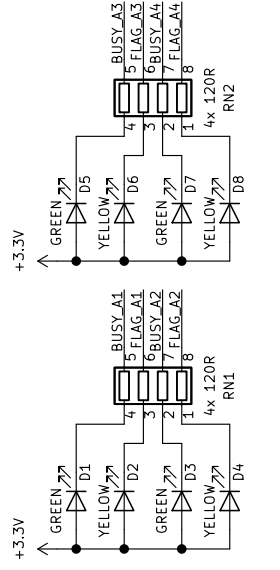 BUSY_A3
FLAG_A3
BUSY_A4
FLAG_A4
5
6
7
8
4
3
2
1
4x 120R
RN2
+3.3V
GREEN
D5
YELLOW
D6
GREEN
D7
YELLOW
D8
BUSY_A1
FLAG_A1
BUSY_A2
FLAG_A2
5
6
7
8
4
3
2
1
4x 120R
RN1
+3.3V
GREEN
D1
YELLOW
D2
GREEN
D3
YELLOW
D4